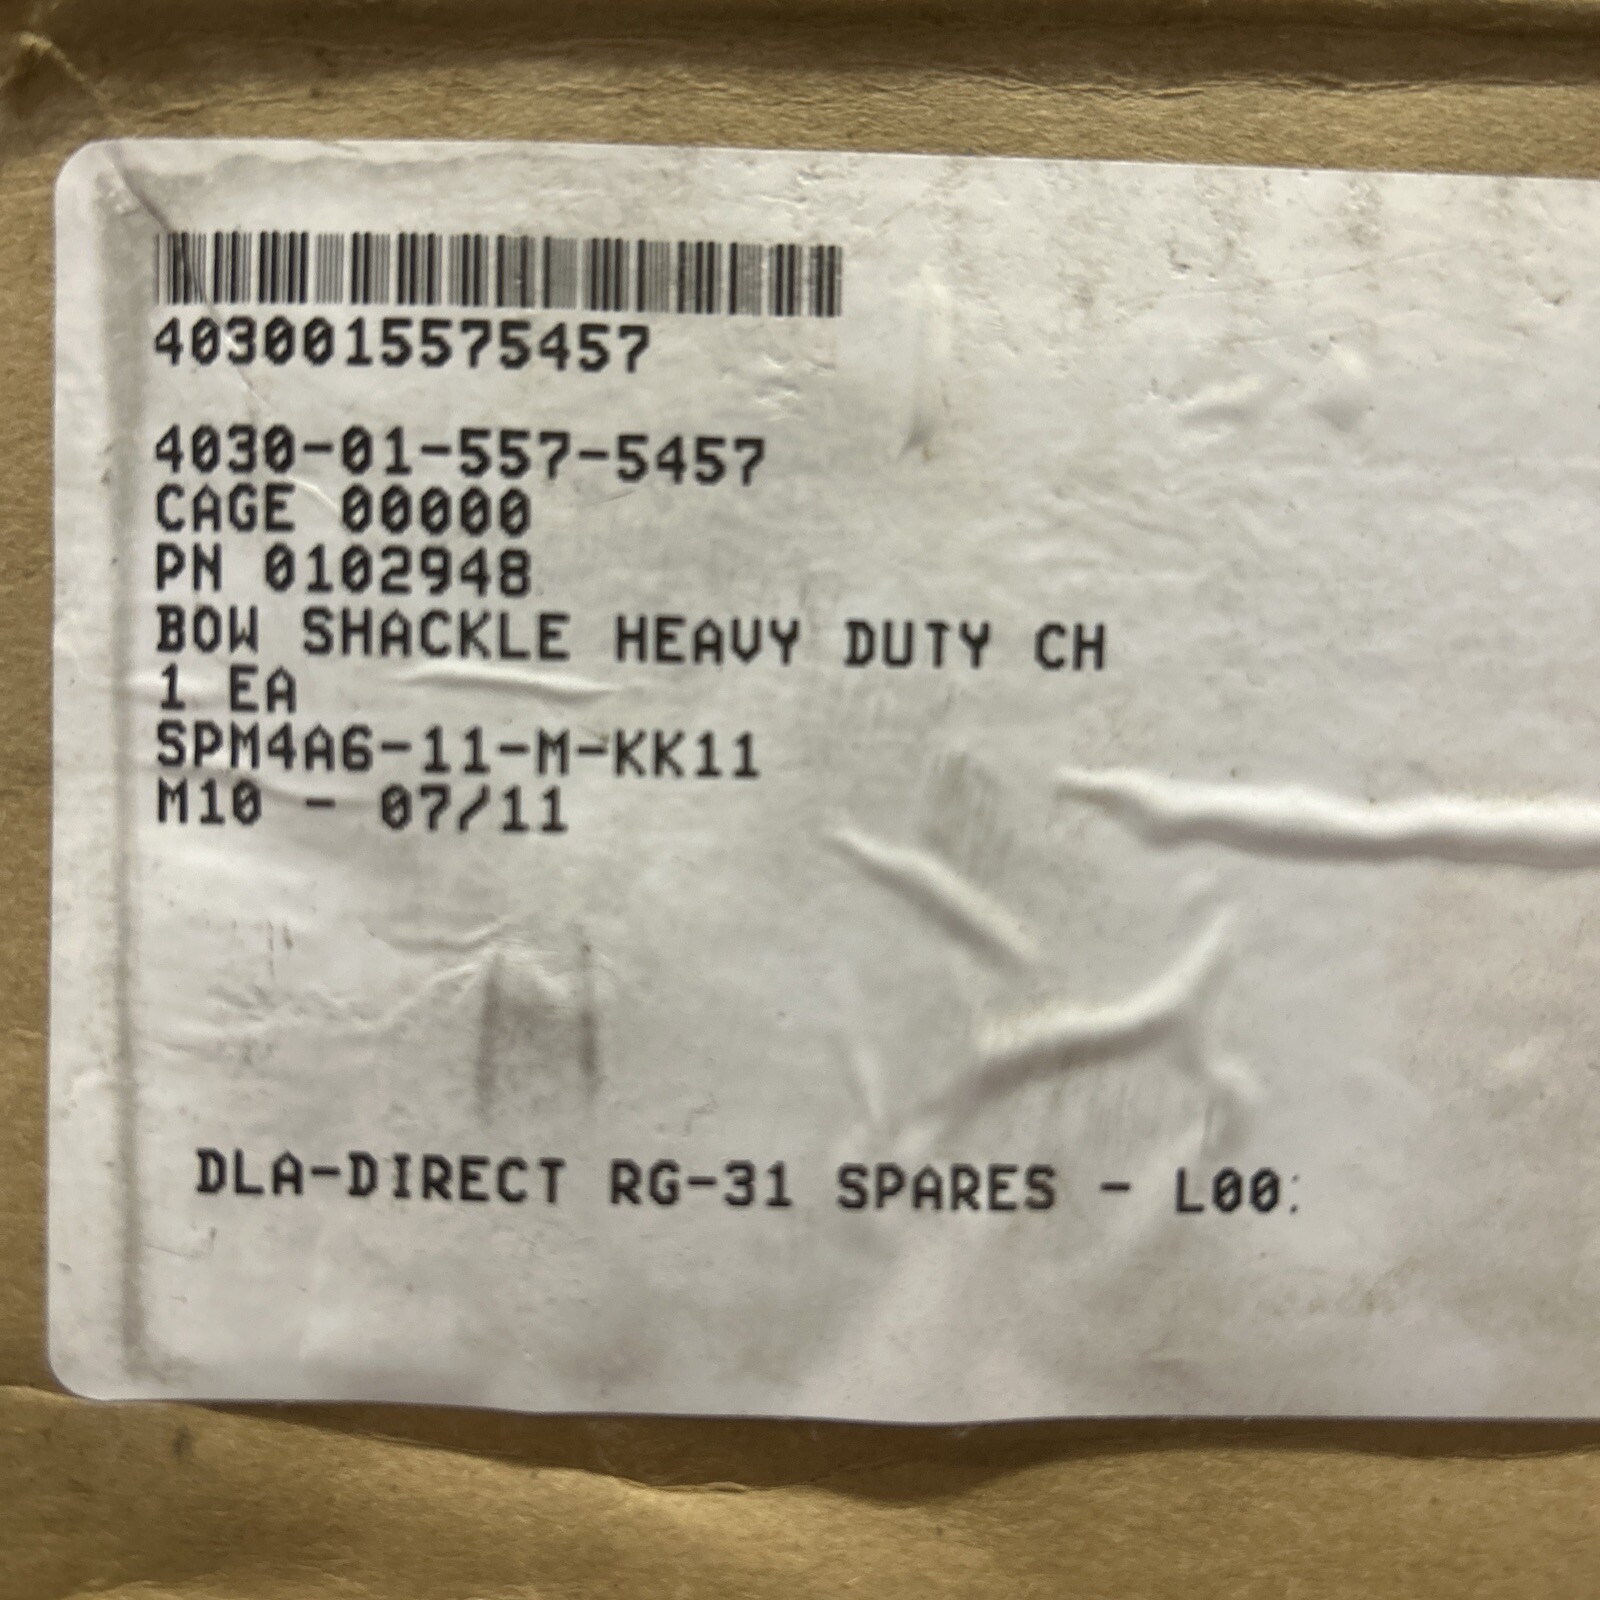 4030015575457
4030-01-557-5457
CAGE 00000
PN 0102948
BOW SHACKLE HEAVY DUTY CH
1 EA
SPM4A6-11-M-KK11
M10 - 07/11
DLA-DIRECT RG-31 SPARES -